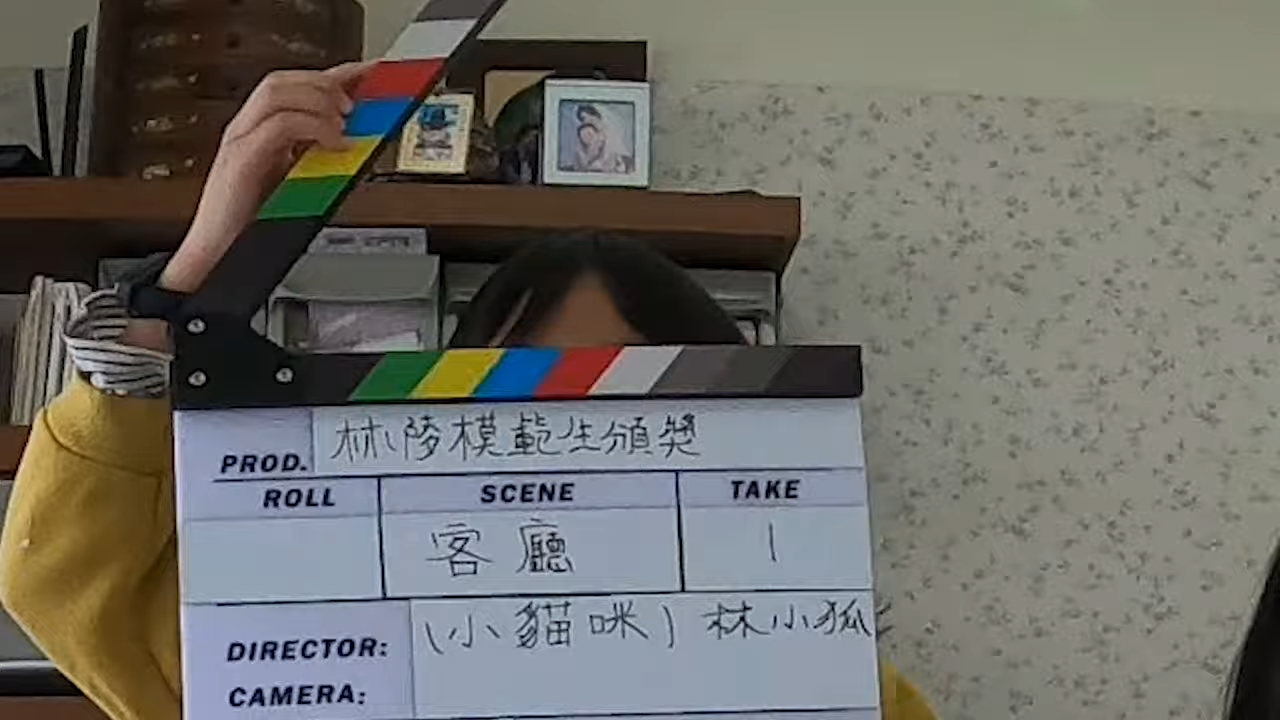 PROD. 林陵模範生頒獎
ROLL SCENE TAKE
客廳 1
DIRECTOR: (小貓咪) 林小狐
CAMERA: